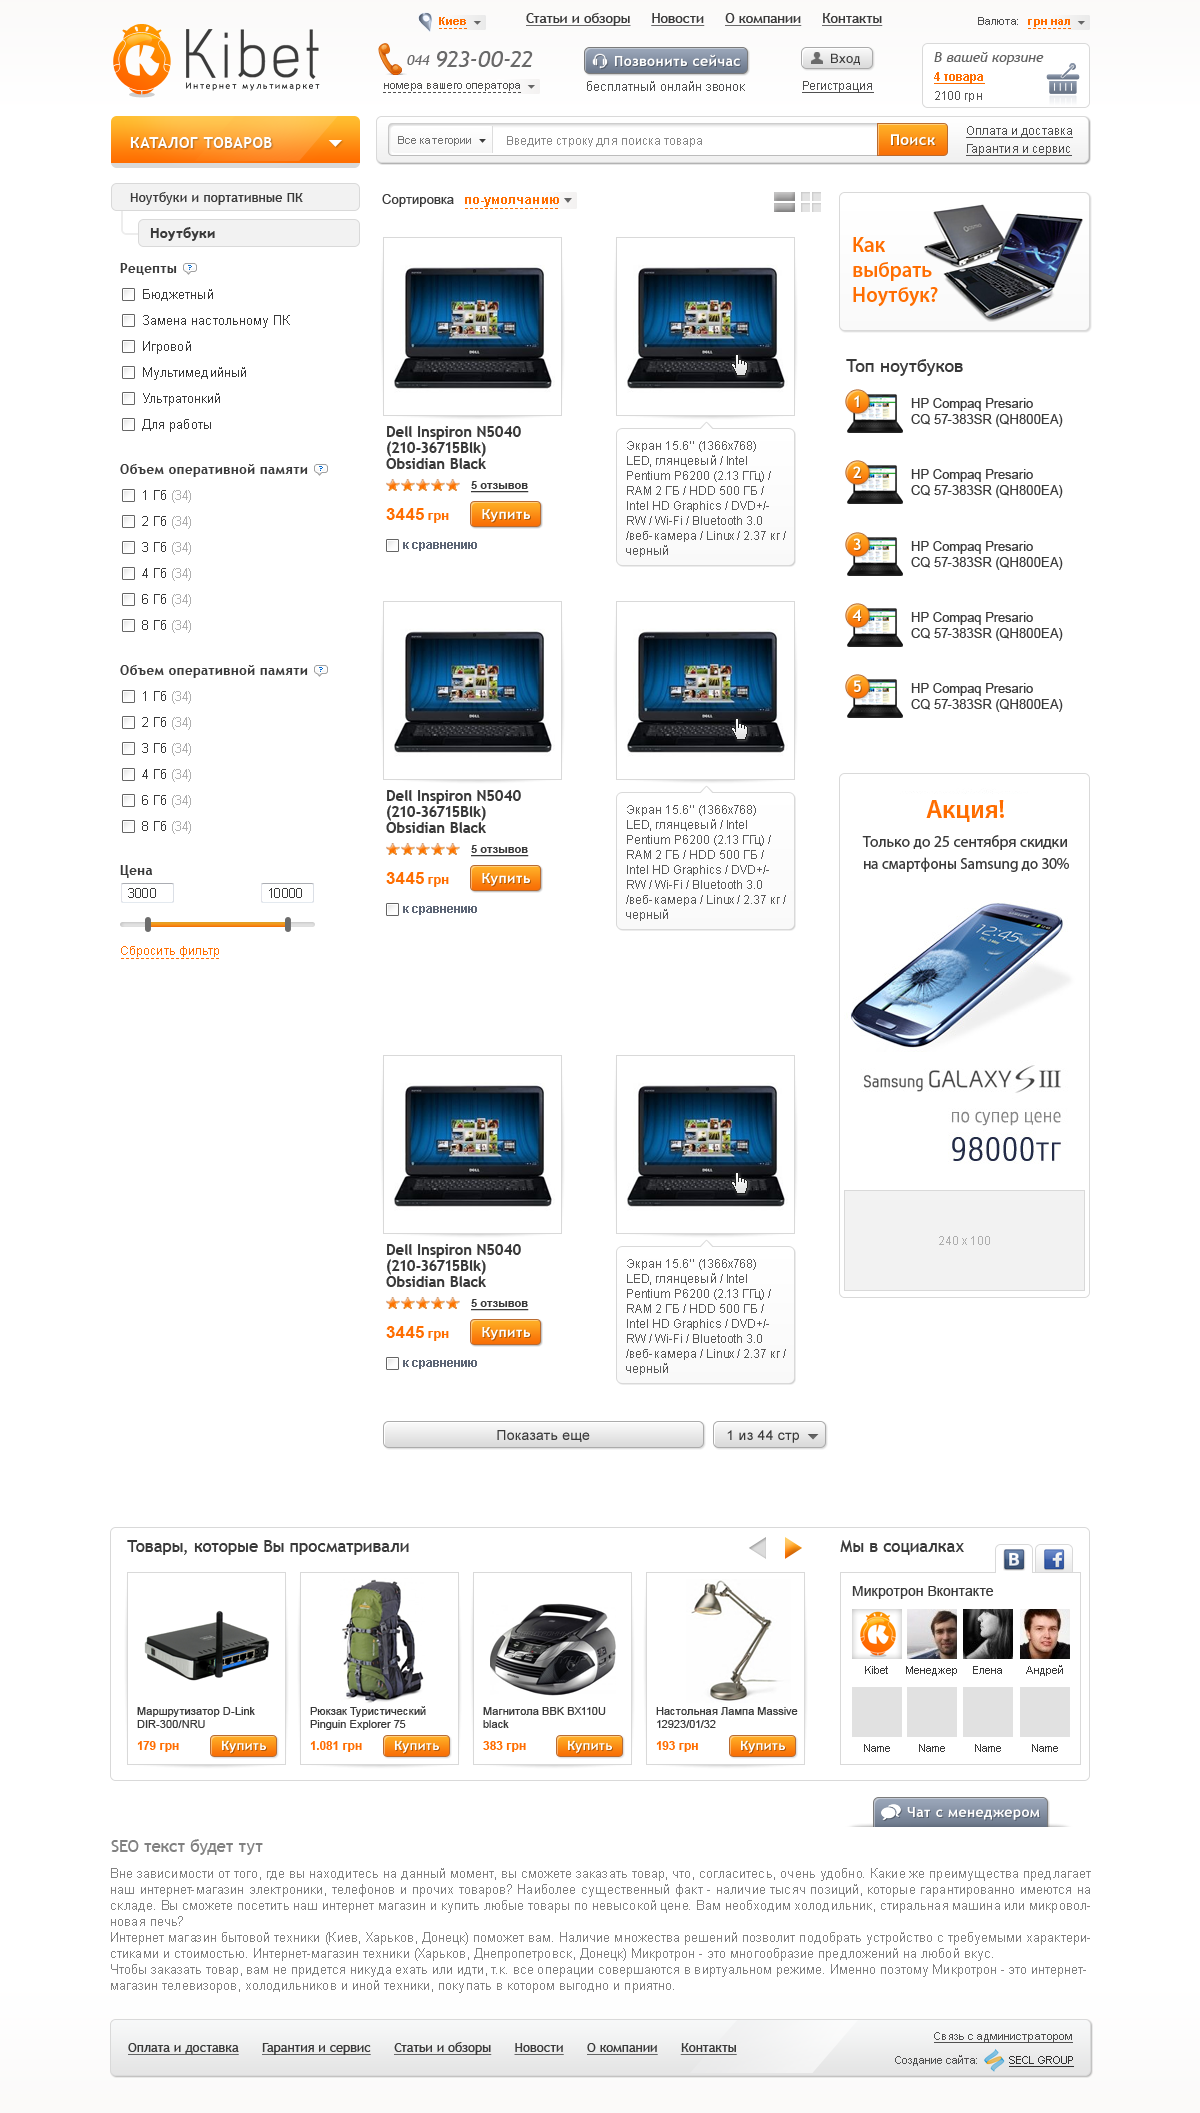 Киев
Статьи и обзоры
Новости
О компании
Контакты
Валюта: грн нал
Kibet
Интернет мультимаркет
044 923-00-22
номера вашего оператора
Позвонить сейчас
бесплатный онлайн звонок
Вход
Регистрация
В вашей корзине
4 товара
2100 грн
КАТАЛОГ ТОВАРОВ
Все категории
Введите строку для поиска товара
Поиск
Оплата и доставка
Гарантия и сервис
Ноутбуки и портативные ПК
Ноутбуки
Рецепты ?
Бюджетный
Замена настольному ПК
Игровой
Мультимедийный
Ультратонкий
Для работы
Объем оперативной памяти ?
1 Гб (34)
2 Гб (34)
3 Гб (34)
4 Гб (34)
6 Гб (34)
8 Гб (34)
Объем оперативной памяти ?
1 Гб (34)
2 Гб (34)
3 Гб (34)
4 Гб (34)
6 Гб (34)
8 Гб (34)
Цена
3000
10000
Сбросить фильтр
Сортировка по-умолчанию
DELL
DELL
Dell Inspiron N5040
(210-36715Blk)
Obsidian Black
5 отзывов
3445 грн
Купить
к сравнению
Экран 15.6" (1366x768)
LED, глянцевый / Intel
Pentium P6200 (2.13 ГГц) /
RAM 2 ГБ / HDD 500 ГБ /
Intel HD Graphics / DVD+/-
RW / Wi-Fi / Bluetooth 3.0
/веб-камера / Linux / 2.37 кг /
черный
DELL
DELL
Dell Inspiron N5040
(210-36715Blk)
Obsidian Black
5 отзывов
3445 грн
Купить
к сравнению
Экран 15.6" (1366x768)
LED, глянцевый / Intel
Pentium P6200 (2.13 ГГц) /
RAM 2 ГБ / HDD 500 ГБ /
Intel HD Graphics / DVD+/-
RW / Wi-Fi / Bluetooth 3.0
/веб-камера / Linux / 2.37 кг /
черный
DELL
DELL
Dell Inspiron N5040
(210-36715Blk)
Obsidian Black
5 отзывов
3445 грн
Купить
к сравнению
Экран 15.6" (1366x768)
LED, глянцевый / Intel
Pentium P6200 (2.13 ГГц) /
RAM 2 ГБ / HDD 500 ГБ /
Intel HD Graphics / DVD+/-
RW / Wi-Fi / Bluetooth 3.0
/веб-камера / Linux / 2.37 кг /
черный
Показать еще
1 из 44 стр
Как
выбрать
Ноутбук?
Топ ноутбуков
1
HP Compaq Presario
CQ 57-383SR (QH800EA)
2
HP Compaq Presario
CQ 57-383SR (QH800EA)
3
HP Compaq Presario
CQ 57-383SR (QH800EA)
4
HP Compaq Presario
CQ 57-383SR (QH800EA)
5
HP Compaq Presario
CQ 57-383SR (QH800EA)
Акция!
Только до 25 сентября скидки
на смартфоны Samsung до 30%
12:45
Samsung GALAXY S III
по супер цене
98000тг
240 x 100
Товары, которые Вы просматривали
Маршрутизатор D-Link
DIR-300/NRU
179 грн
Купить
Рюкзак Туристический
Pinguin Explorer 75
1.081 грн
Купить
Магнитола BBK BX110U
black
383 грн
Купить
Настольная Лампа Massive
12923/01/32
193 грн
Купить
Мы в социалках
В
f
Микротрон Вконтакте
Kibet
Менеджер
Елена
Андрей
Name
Name
Name
Name
Чат с менеджером
SEO текст будет тут
Вне зависимости от того, где вы находитесь на данный момент, вы сможете заказать товар, что, согласитесь, очень удобно. Какие же преимущества предлагает
наш интернет-магазин электроники, телефонов и прочих товаров? Наиболее существенный факт - наличие тысяч позиций, которые гарантированно имеются на
складе. Вы сможете посетить наш интернет магазин и купить любые товары по невысокой цене. Вам необходим холодильник, стиральная машина или микровол-
новая печь?
Интернет магазин бытовой техники (Киев, Харьков, Донецк) поможет вам. Наличие множества решений позволит подобрать устройство с требуемыми характери-
стиками и стоимостью. Интернет-магазин техники (Харьков, Днепропетровск, Донецк) Микротрон - это многообразие предложений на любой вкус.
Чтобы заказать товар, вам не придется никуда ехать или идти, т.к. все операции совершаются в виртуальном режиме. Именно поэтому Микротрон - это интернет-
магазин телевизоров, холодильников и иной техники, покупать в котором выгодно и приятно.
Оплата и доставка
Гарантия и сервис
Статьи и обзоры
Новости
О компании
Контакты
Связь с администратором
Создание сайта: SECL GROUP